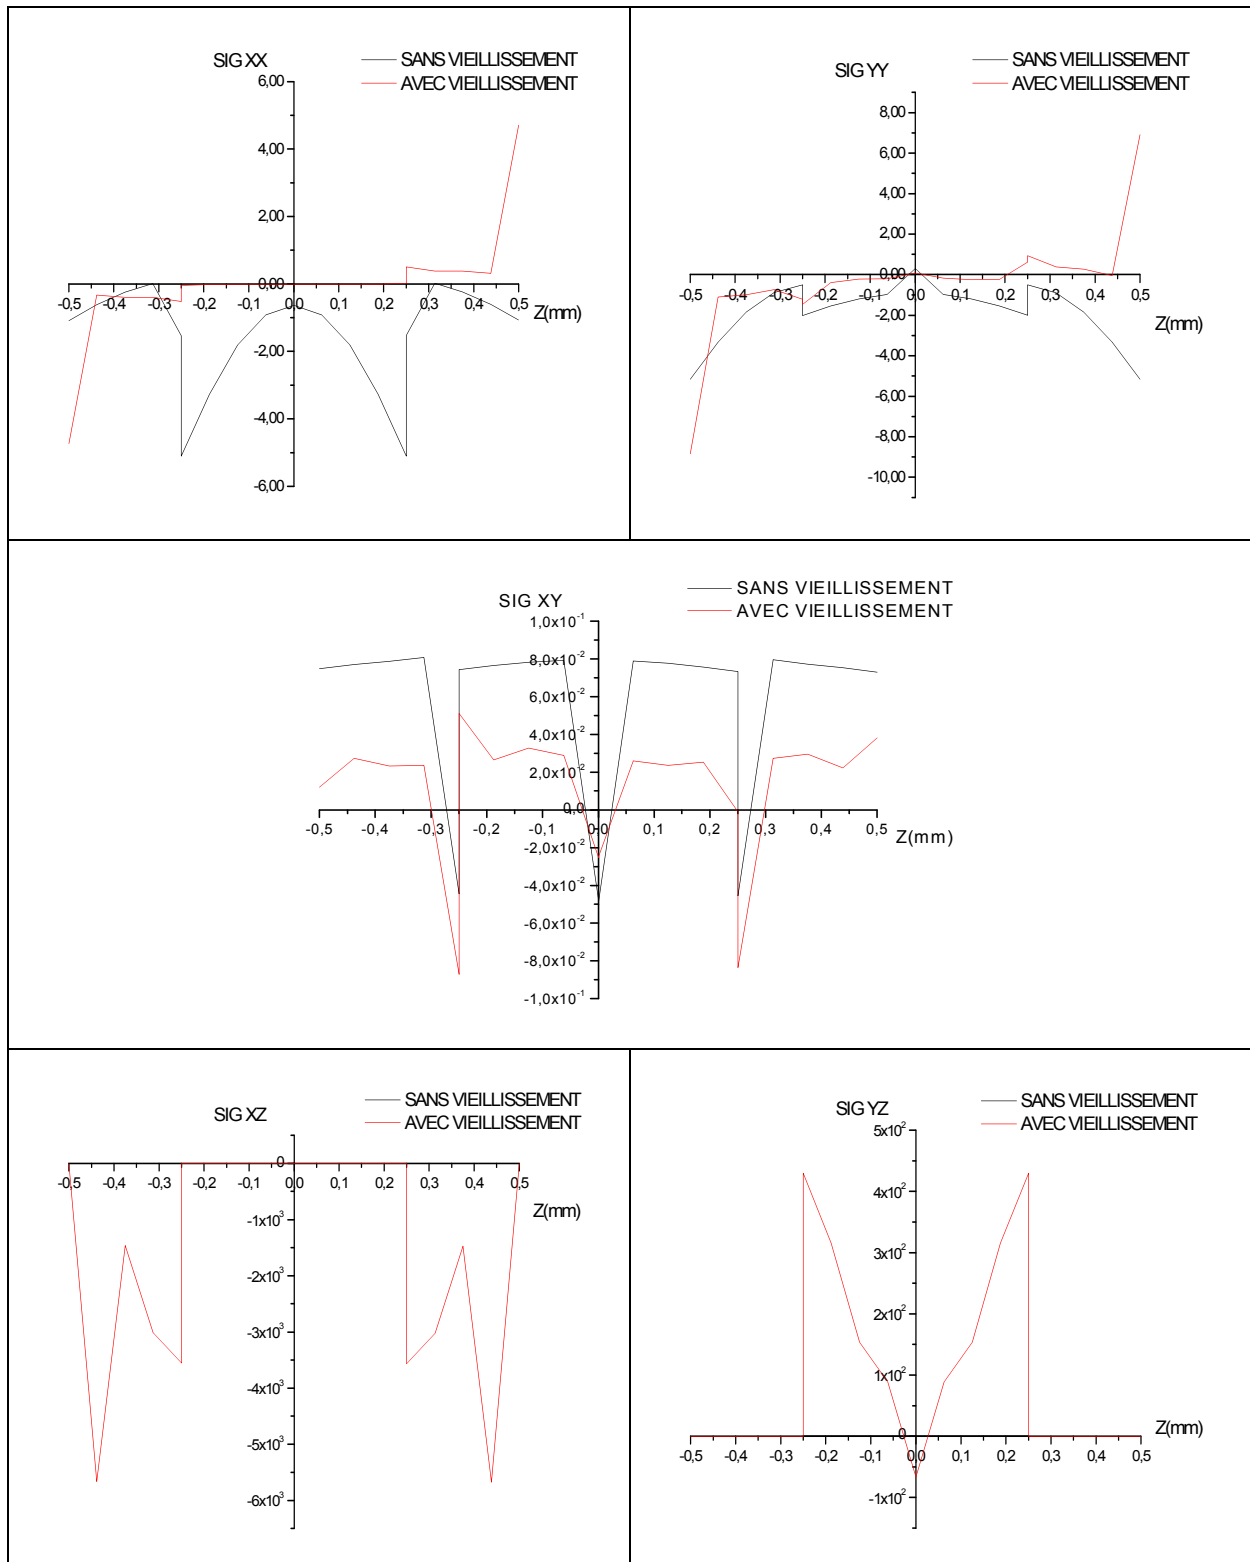 SIG XX
SANS VIEILLISSEMENT
AVEC VIEILLISSEMENT
6,00
4,00
2,00
0,00
-0,5 -0,4 -0,3 -0,2 -0,1 0,0 0,1 0,2 0,3 0,4 0,5
Z(mm)
-2,00
-4,00
-6,00
SIG YY
SANS VIEILLISSEMENT
AVEC VIEILLISSEMENT
8,00
6,00
4,00
2,00
0,00
-0,5 -0,4 -0,3 -0,2 -0,1 0,0 0,1 0,2 0,3 0,4 0,5
Z(mm)
-2,00
-4,00
-6,00
-8,00
-10,00
SIG XY
SANS VIEILLISSEMENT
AVEC VIEILLISSEMENT
1,0x10⁻¹
8,0x10⁻²
6,0x10⁻²
4,0x10⁻²
2,0x10⁻²
0,0
-0,5 -0,4 -0,3 -0,2 -0,1 0,0 0,1 0,2 0,3 0,4 0,5
Z(mm)
-2,0x10⁻²
-4,0x10⁻²
-6,0x10⁻²
-8,0x10⁻²
-1,0x10⁻¹
SIG XZ
SANS VIEILLISSEMENT
AVEC VIEILLISSEMENT
0
-0,5 -0,4 -0,3 -0,2 -0,1 0,0 0,1 0,2 0,3 0,4 0,5
Z(mm)
-1x10³
-2x10³
-3x10³
-4x10³
-5x10³
-6x10³
SIG YZ
SANS VIEILLISSEMENT
AVEC VIEILLISSEMENT
5x10²
4x10²
3x10²
2x10²
1x10²
0
Z(mm)
-0,5 -0,4 -0,3 -0,2 -0,1 0,0 0,1 0,2 0,3 0,4 0,5
-1x10²